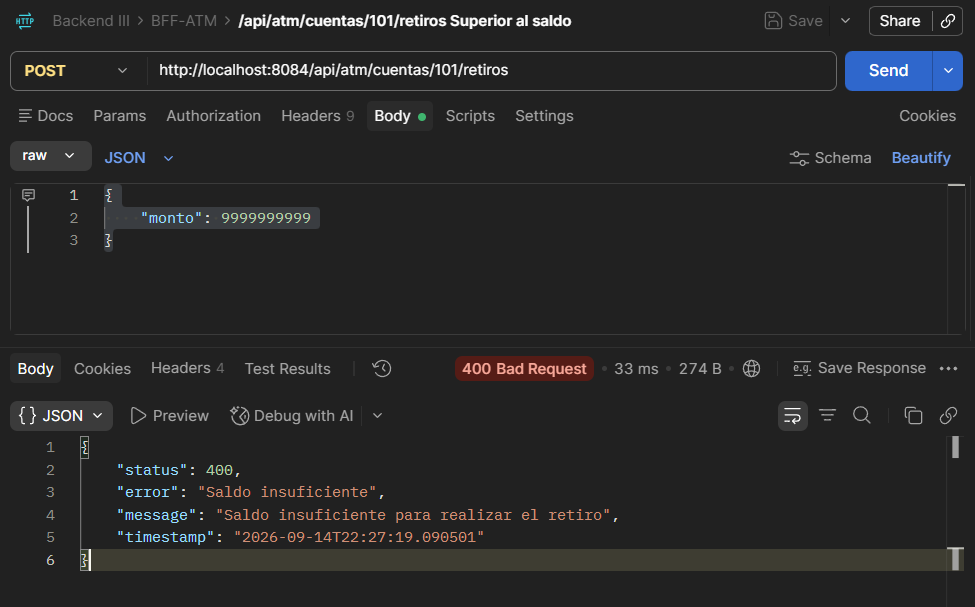 HTTP Backend III > BFF-ATM > /api/atm/cuentas/101/retiros Superior al saldo Save Share
POST http://localhost:8084/api/atm/cuentas/101/retiros Send
Docs Params Authorization Headers 9 Body Scripts Settings Cookies
raw JSON Schema Beautify
1 {
2 "monto": 9999999999
3 }
Body Cookies Headers 4 Test Results 400 Bad Request • 33 ms • 274 B • e.g. Save Response
{} JSON Preview Debug with AI
1 {
2 "status": 400,
3 "error": "Saldo insuficiente",
4 "message": "Saldo insuficiente para realizar el retiro",
5 "timestamp": "2026-09-14T22:27:19.090501"
6 }